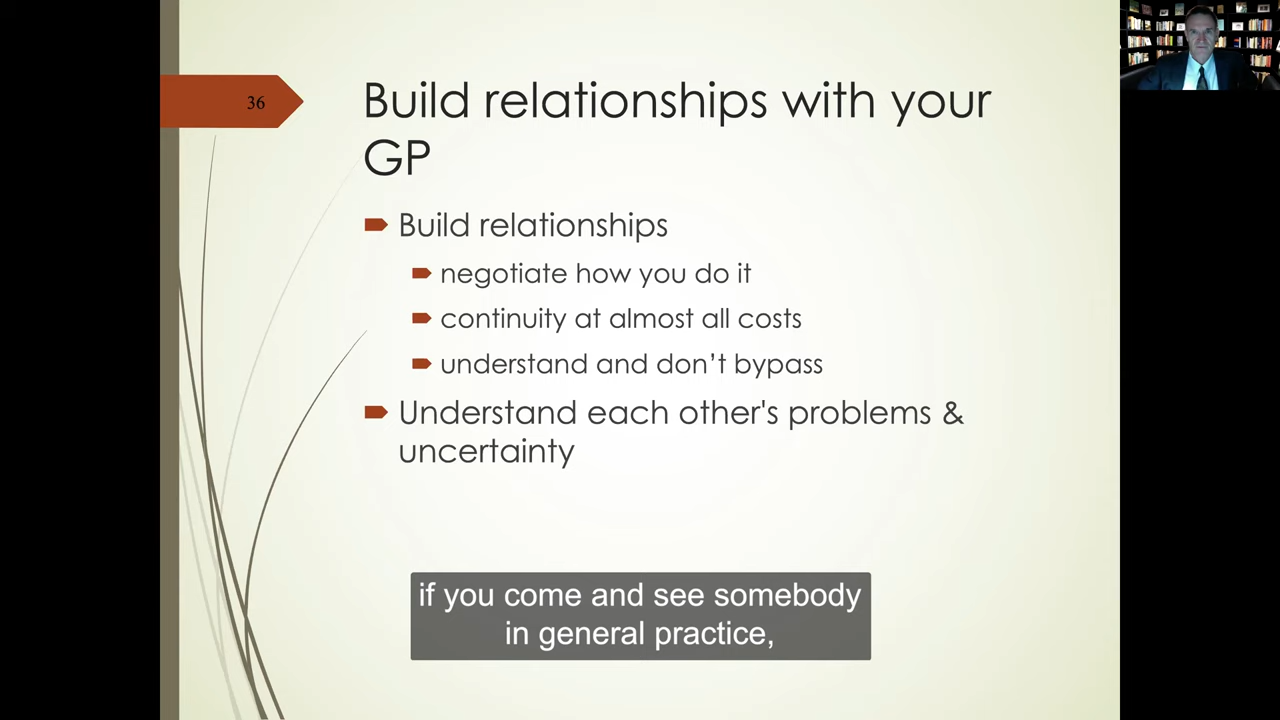 36
Build relationships with your
GP
Build relationships
negotiate how you do it
continuity at almost all costs
understand and don’t bypass
Understand each other's problems &
uncertainty
if you come and see somebody
in general practice,